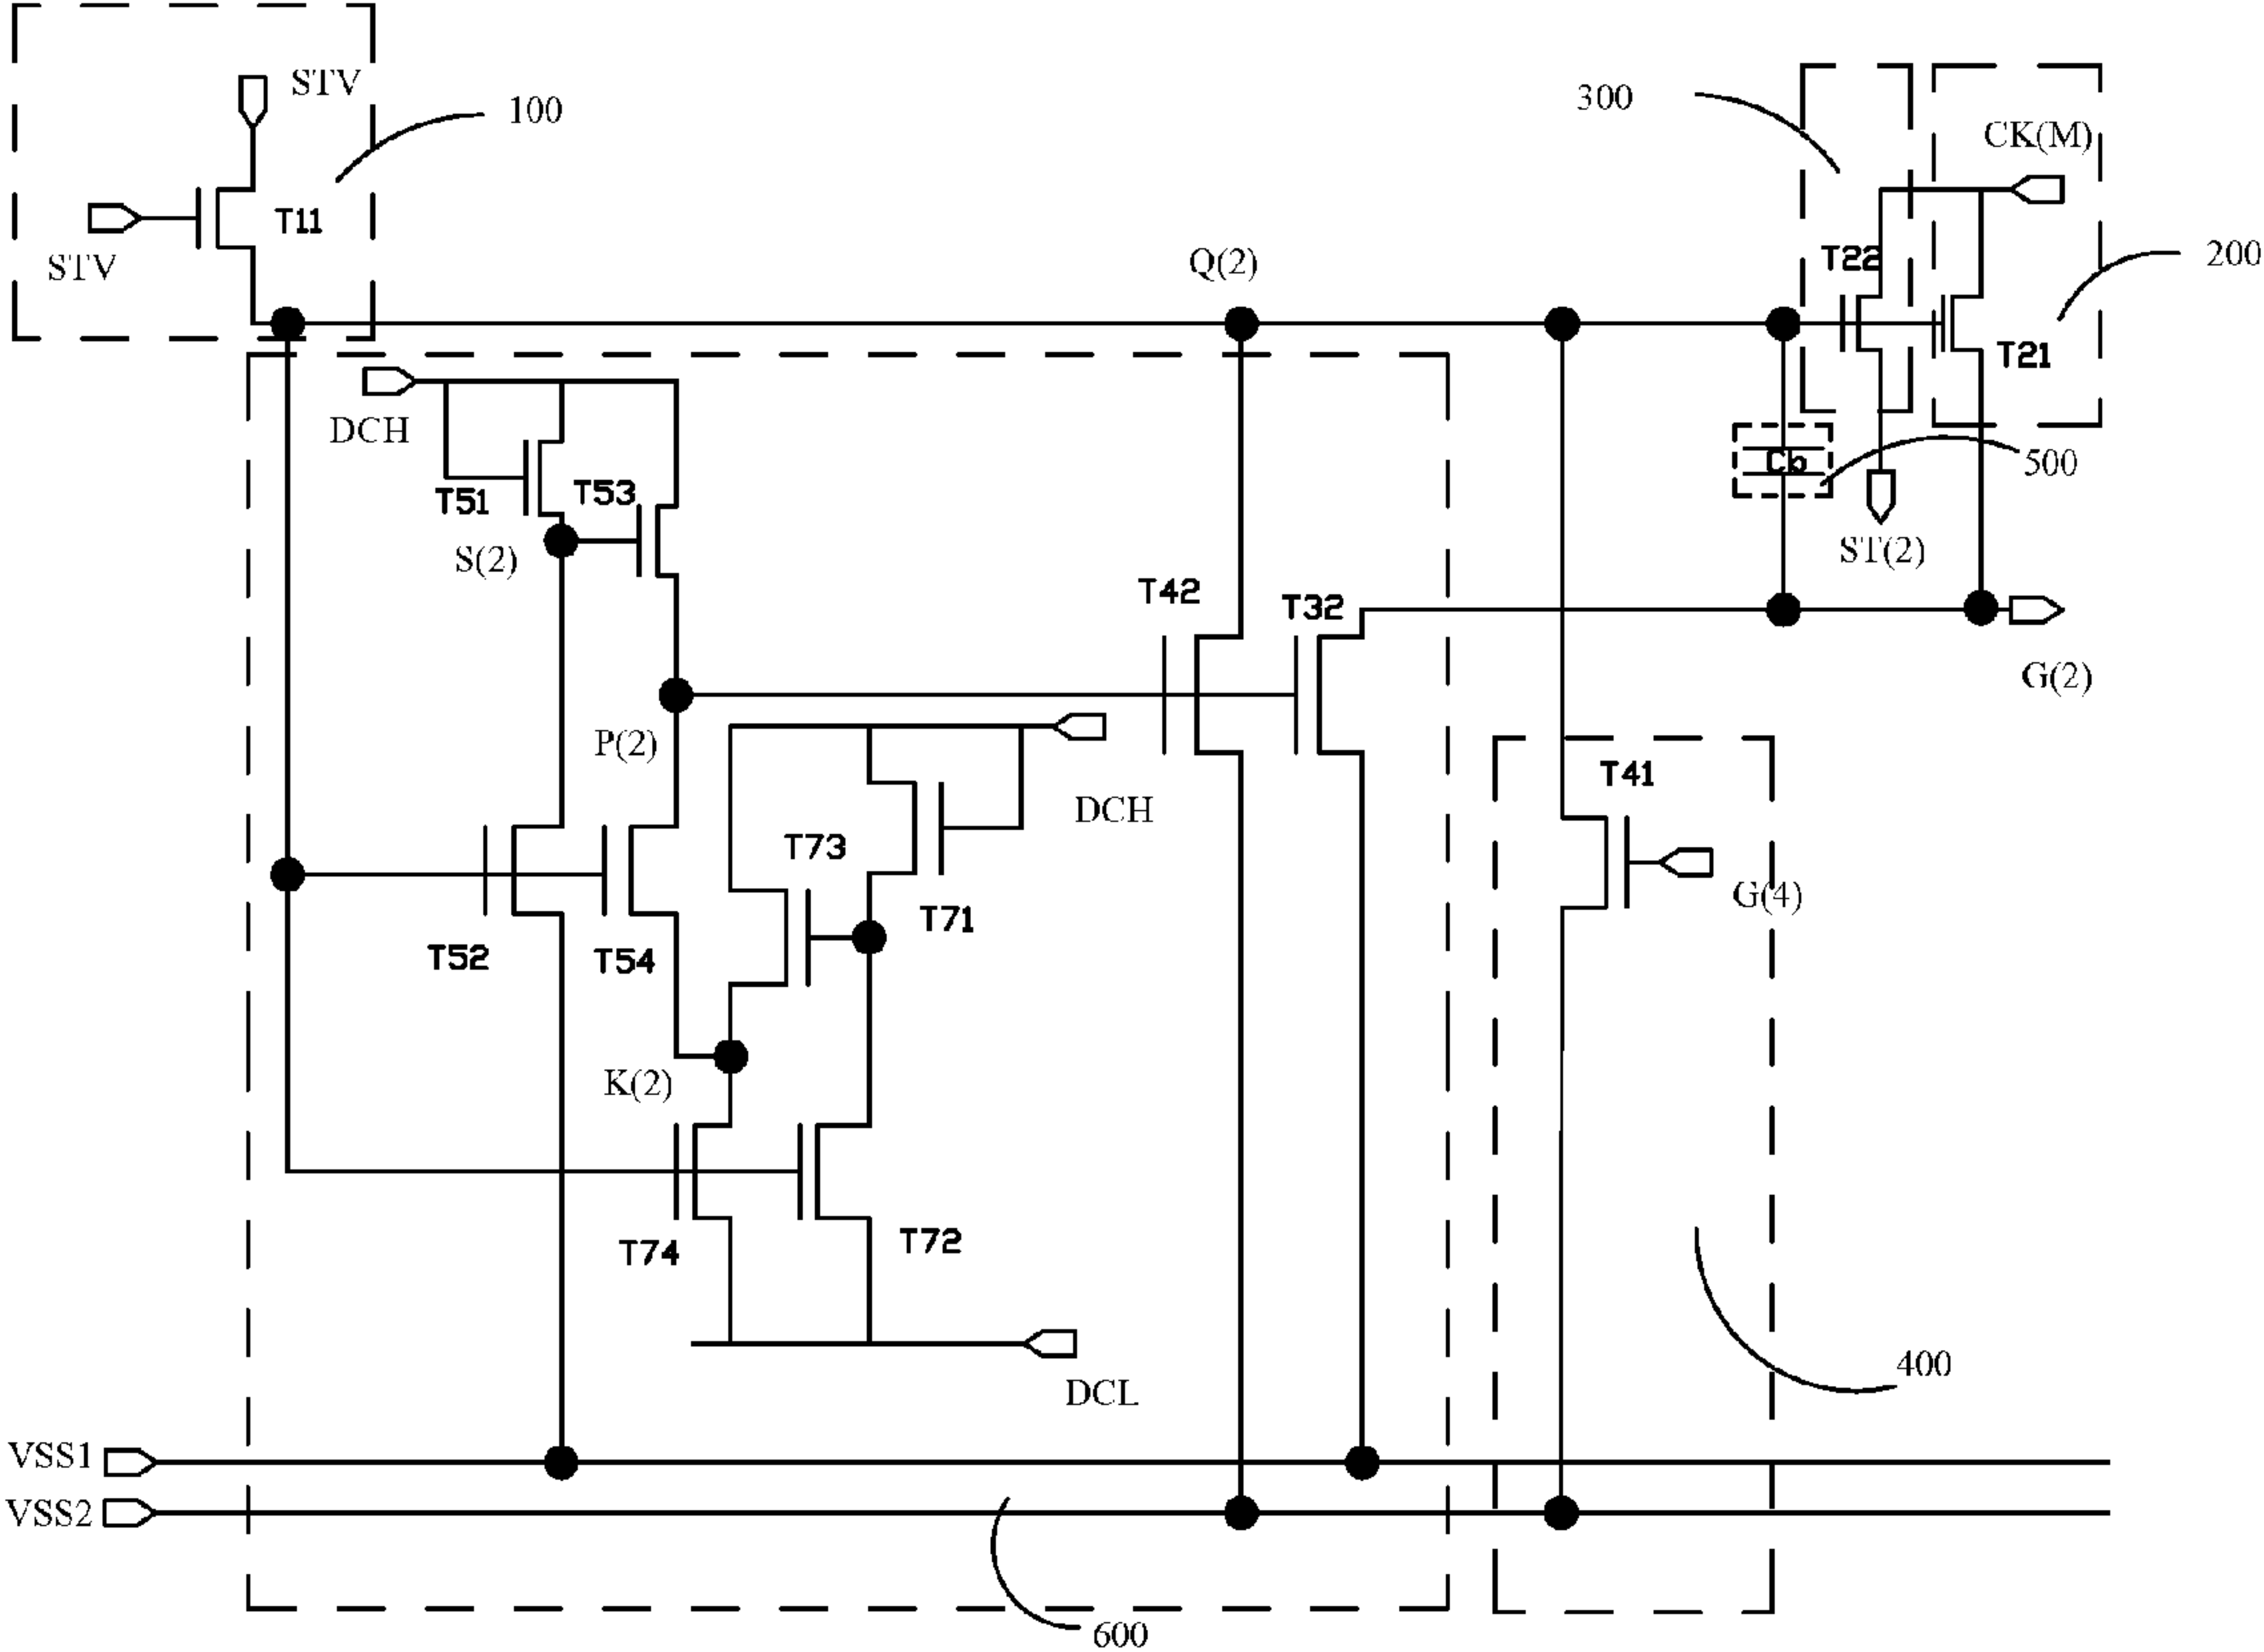 STV
100
300
CK(M)
T11
STV
Q(2)
T22
200
T21
DCH
T51
T53
Cb
500
S(2)
ST(2)
T42
T32
G(2)
P(2)
T41
DCH
T73
G(4)
T71
T52
T54
K(2)
T74
T72
400
DCL
VSS1
VSS2
600